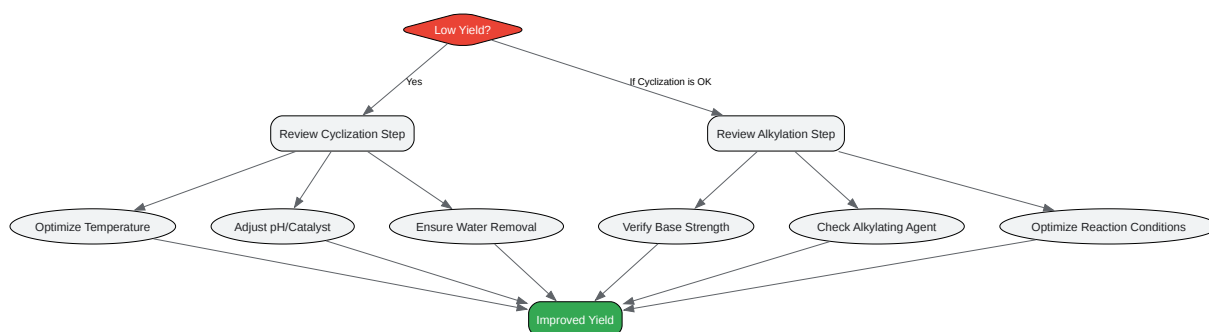 Low Yield?
Yes
If Cyclization is OK
Review Cyclization Step
Review Alkylation Step
Optimize Temperature
Adjust pH/Catalyst
Ensure Water Removal
Verify Base Strength
Check Alkylating Agent
Optimize Reaction Conditions
Improved Yield